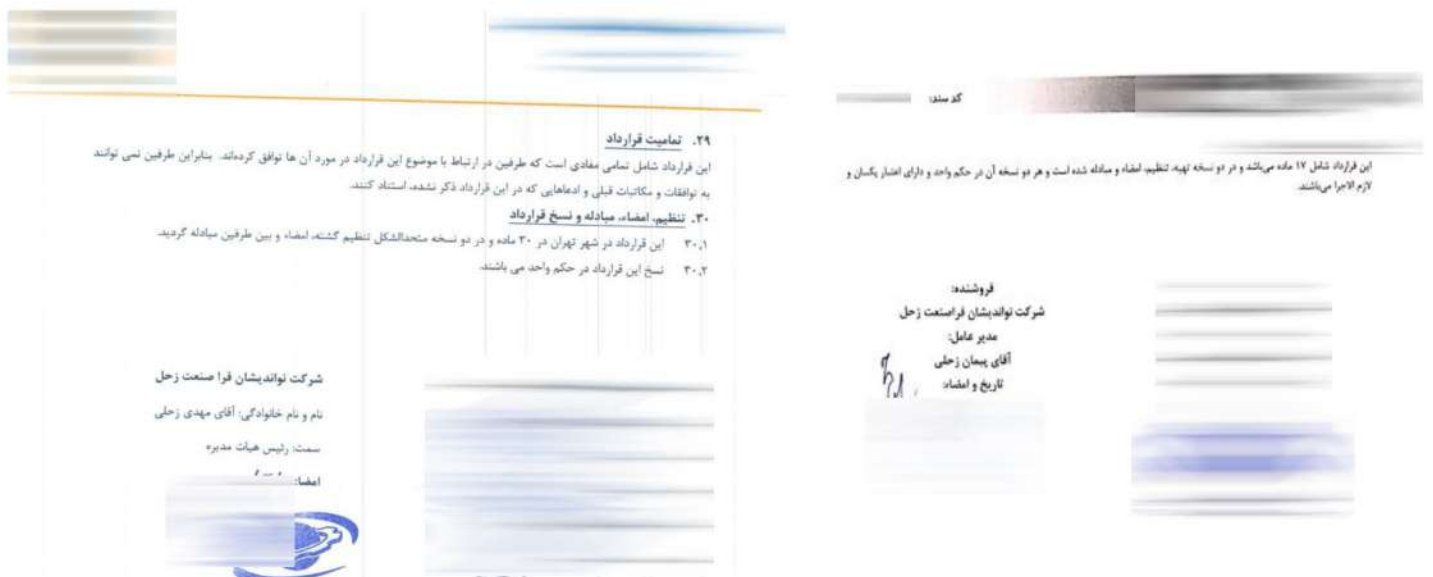 ۲۹. تمامیت قرارداد
این قرارداد شامل تمامی مفادی است که طرفین در ارتباط با موضوع این قرارداد در مورد آن ها توافق کرده‌اند. بنابراین طرفین نمی توانند
به توافقات و مکاتبات قبلی و ادعاهایی که در این قرارداد ذکر نشده، استناد کنند.
۳۰. تنظیم، امضاء، مبادله و نسخ قرارداد
۳۰.۱ این قرارداد در شهر تهران در ۳۰ ماده و در دو نسخه متحدالشکل تنظیم گشته، امضاء و بین طرفین مبادله گردید.
۳۰.۲ نسخ این قرارداد در حکم واحد می باشند.
شرکت نواندیشان فرا صنعت زحل
نام و نام خانوادگی: آقای مهدی زحلی
سمت: رئیس هیات مدیره
امضا:
کد سند:
این قرارداد شامل ۱۷ ماده می‌باشد و در دو نسخه تهیه، تنظیم، امضاء و مبادله شده است و هر دو نسخه آن در حکم واحد و دارای اعتبار یکسان و
لازم الاجرا می‌باشند.
فروشنده:
شرکت نواندیشان فراصنعت زحل
مدیر عامل:
آقای پیمان زحلی
تاریخ و امضاء: